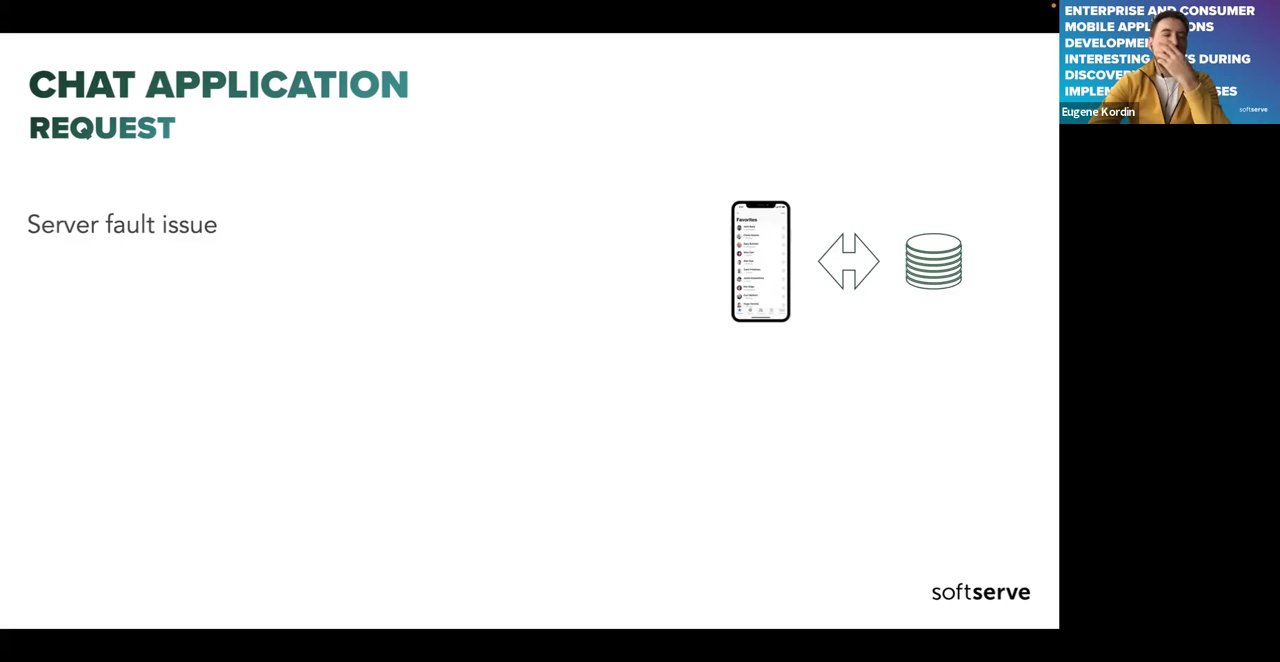 CHAT APPLICATION
REQUEST
Server fault issue
Favorites
softserve
ENTERPRISE AND CONSUMER
MOBILE
DEVELOPME
INTERESTING DURING
DISCOVE
IMPLEM
softserve
Eugene Kordin